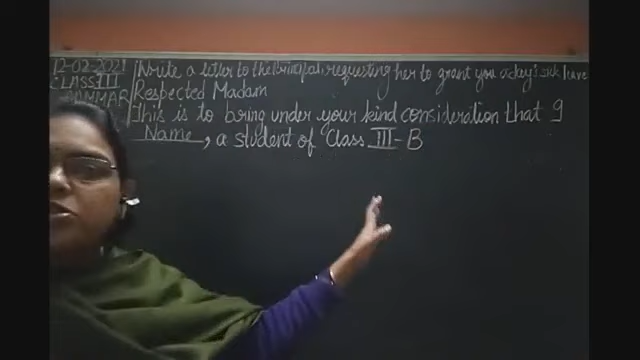 12-02-2021
CLASS III
Write a letter to the Principal requesting her to grant you a day's sick leave
Respected Madam
This is to bring under your kind consideration that I
Name, a student of Class III-B